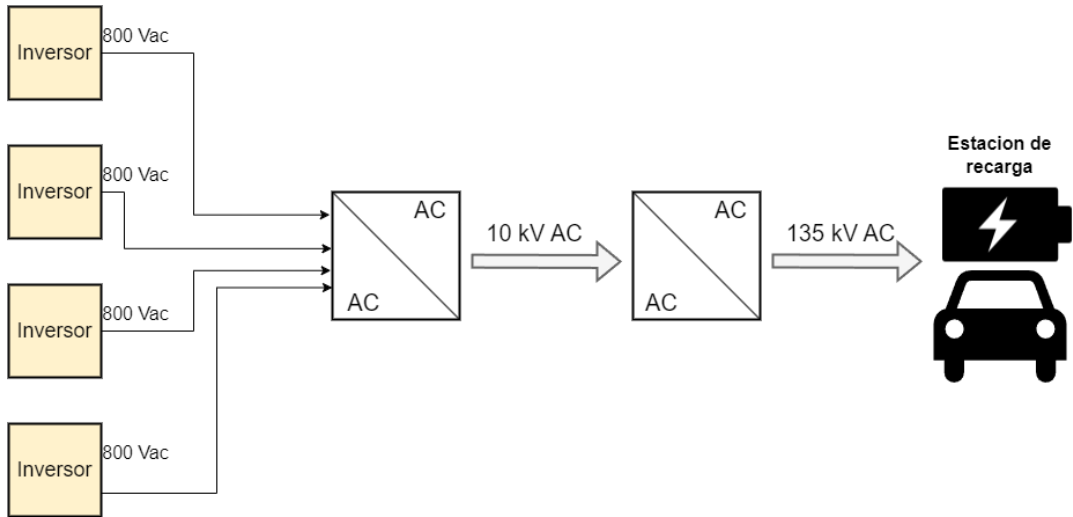 Inversor
800 Vac
Inversor
800 Vac
Inversor
800 Vac
Inversor
800 Vac
AC
AC
10 kV AC
AC
AC
135 kV AC
Estacion de
recarga